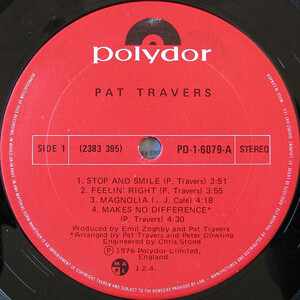 polydor
PAT TRAVERS
SIDE 1 (2383 395)
PD-1-6079-A STEREO
1. STOP AND SMILE (P. Travers) 3:51
2. FEELIN' RIGHT (P. Travers) 3:55
3. MAGNOLIA (J. J. Cale) 4:18
4. MAKES NO DIFFERENCE*
(P. Travers) 4:30
Produced by Emil Zoghby and Pat Travers
*Arranged by Pat Travers and Peter Cowling
Engineered by Chris Stone
℗ 1976 Polydor Limited,
England
1.2.4.